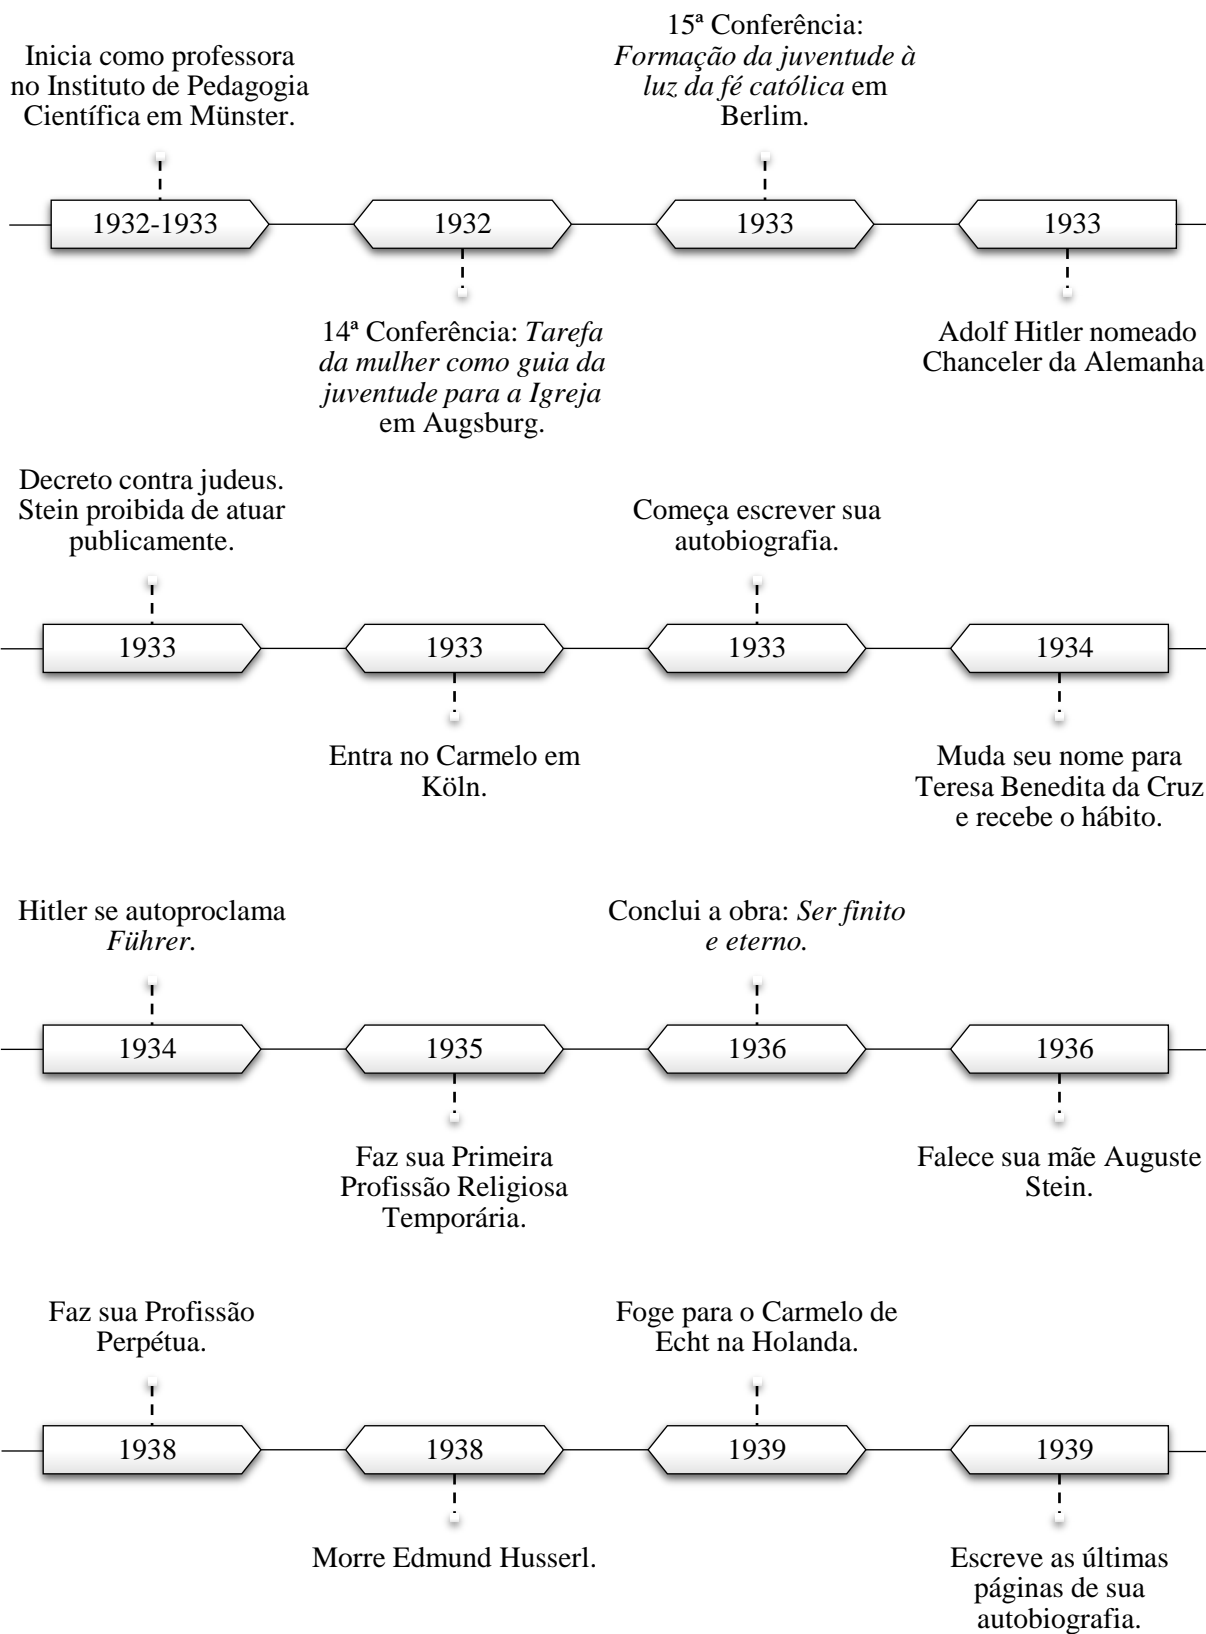 Inicia como professora
no Instituto de Pedagogia
Científica em Münster.
1932-1933
14ª Conferência: Tarefa
da mulher como guia da
juventude para a Igreja
em Augsburg.
1932
15ª Conferência:
Formação da juventude à
luz da fé católica em
Berlim.
1933
Adolf Hitler nomeado
Chanceler da Alemanha
1933
Decreto contra judeus.
Stein proibida de atuar
publicamente.
1933
Entra no Carmelo em
Köln.
1933
Começa escrever sua
autobiografia.
1933
Muda seu nome para
Teresa Benedita da Cruz
e recebe o hábito.
1934
Hitler se autoproclama
Führer.
1934
Faz sua Primeira
Profissão Religiosa
Temporária.
1935
Conclui a obra: Ser finito
e eterno.
1936
Falece sua mãe Auguste
Stein.
1936
Faz sua Profissão
Perpétua.
1938
Morre Edmund Husserl.
1938
Foge para o Carmelo de
Echt na Holanda.
1939
Escreve as últimas
páginas de sua
autobiografia.
1939